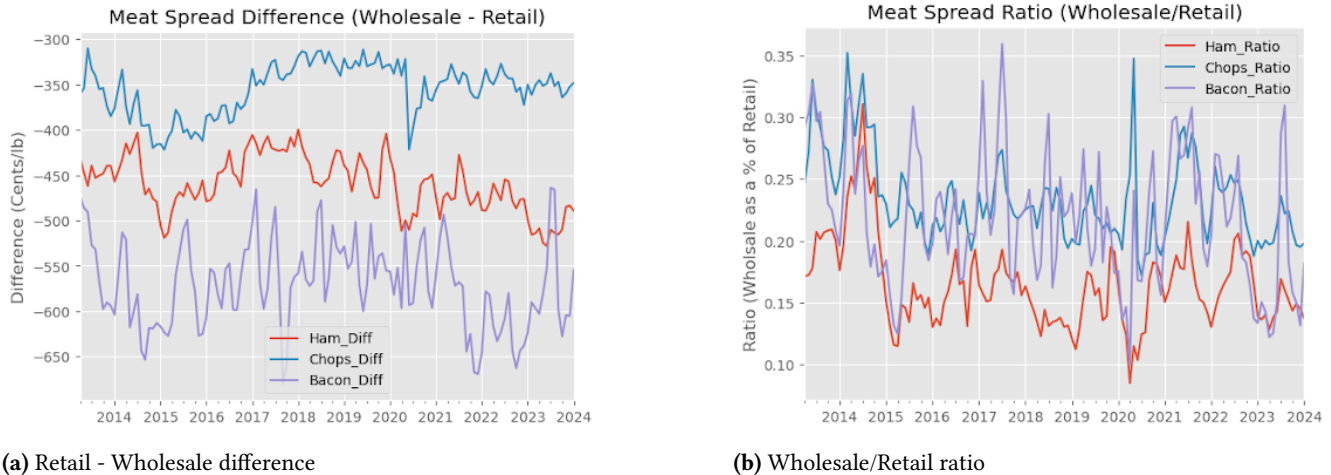 Meat Spread Difference (Wholesale - Retail)
−300
−350
−400
−450
−500
−550
−600
−650
Difference (Cents/lb)
Ham_Diff
Chops_Diff
Bacon_Diff
2014 2015 2016 2017 2018 2019 2020 2021 2022 2023 2024
(a) Retail - Wholesale difference
Meat Spread Ratio (Wholesale/Retail)
0.35
0.30
0.25
0.20
0.15
0.10
Ratio (Wholsale as a % of Retail)
Ham_Ratio
Chops_Ratio
Bacon_Ratio
2014 2015 2016 2017 2018 2019 2020 2021 2022 2023 2024
(b) Wholesale/Retail ratio